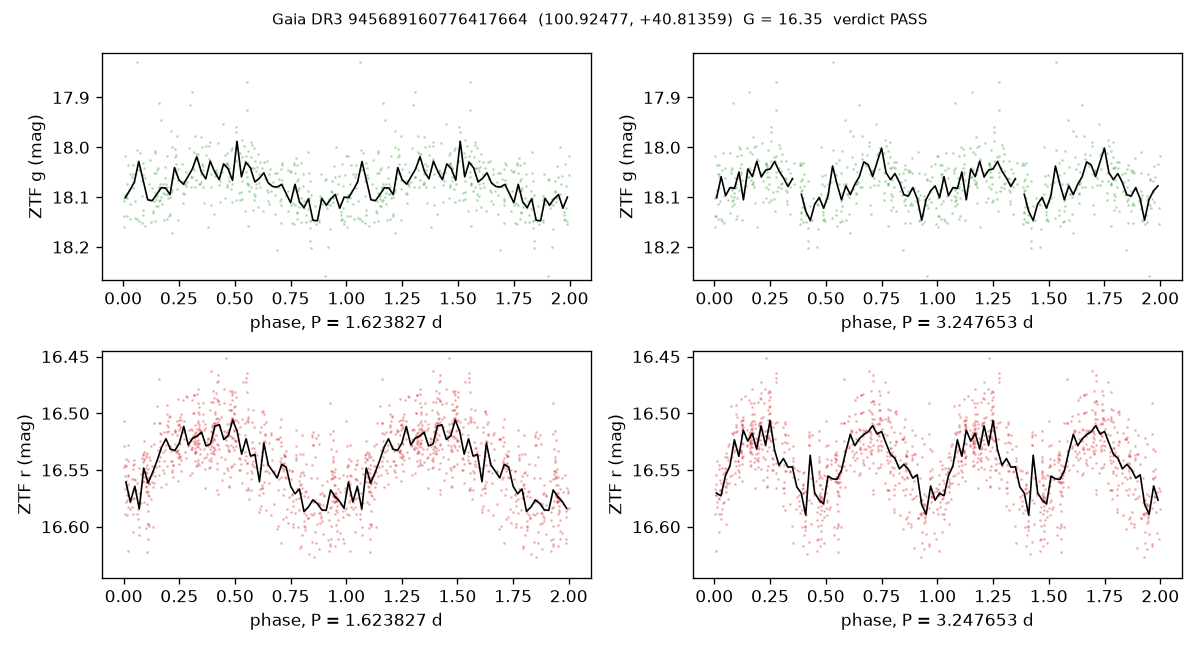 Gaia DR3 945689160776417664  (100.92477, +40.81359)  G = 16.35  verdict PASS
ZTF g (mag)
17.9
18.0
18.1
18.2
0.00 0.25 0.50 0.75 1.00 1.25 1.50 1.75 2.00
phase, P = 1.623827 d
ZTF g (mag)
17.9
18.0
18.1
18.2
0.00 0.25 0.50 0.75 1.00 1.25 1.50 1.75 2.00
phase, P = 3.247653 d
ZTF r (mag)
16.45
16.50
16.55
16.60
0.00 0.25 0.50 0.75 1.00 1.25 1.50 1.75 2.00
phase, P = 1.623827 d
ZTF r (mag)
16.45
16.50
16.55
16.60
0.00 0.25 0.50 0.75 1.00 1.25 1.50 1.75 2.00
phase, P = 3.247653 d